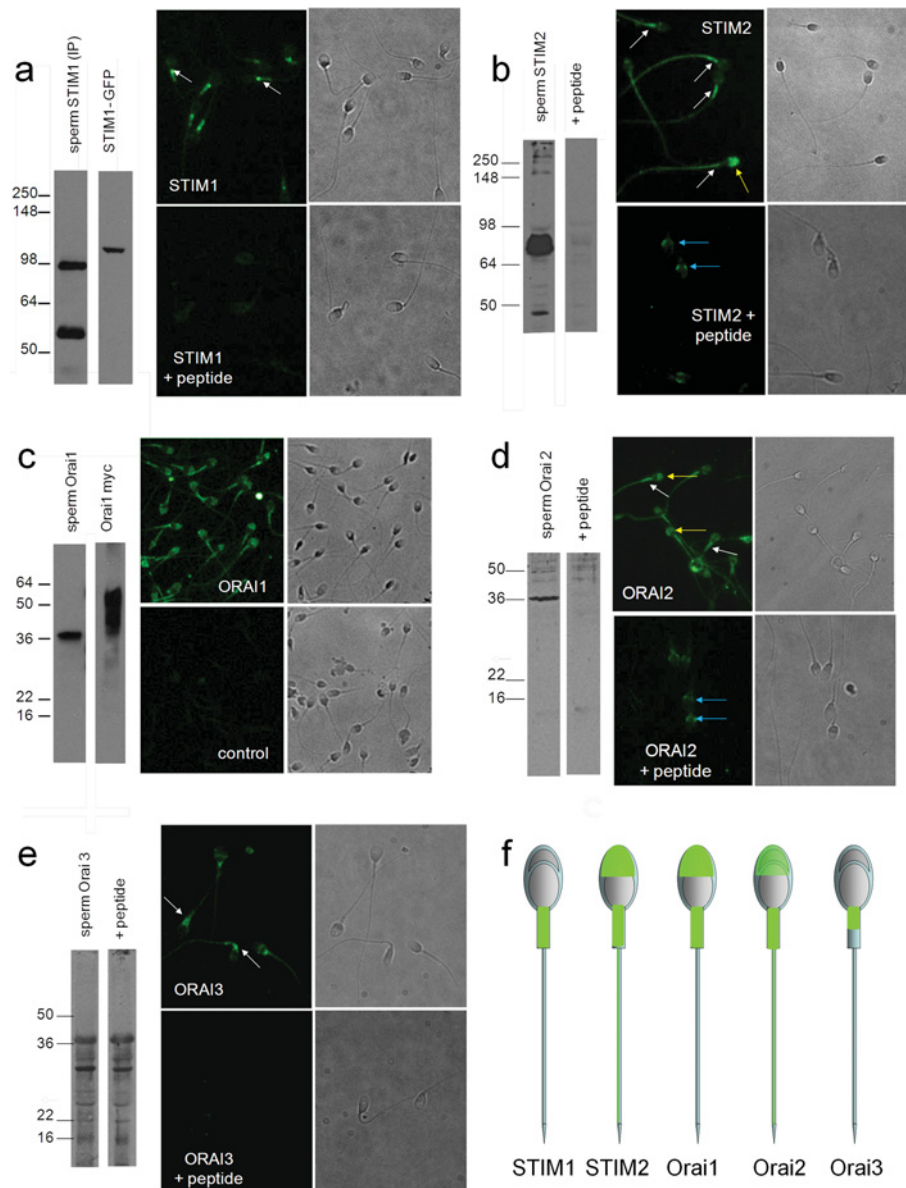 a
sperm STIM1 (IP)
STIM1-GFP
250
148
98
64
50
STIM1
STIM1
+ peptide
b
sperm STIM2
+ peptide
250
148
98
64
50
STIM2
STIM2 +
peptide
c
sperm Orai1
Orai1 myc
64
50
36
22
16
ORAI1
control
d
sperm Orai 2
+ peptide
50
36
22
16
ORAI2
ORAI2
+ peptide
e
sperm Orai 3
+ peptide
50
36
22
16
ORAI3
ORAI3
+ peptide
f
STIM1 STIM2 Orai1 Orai2 Orai3